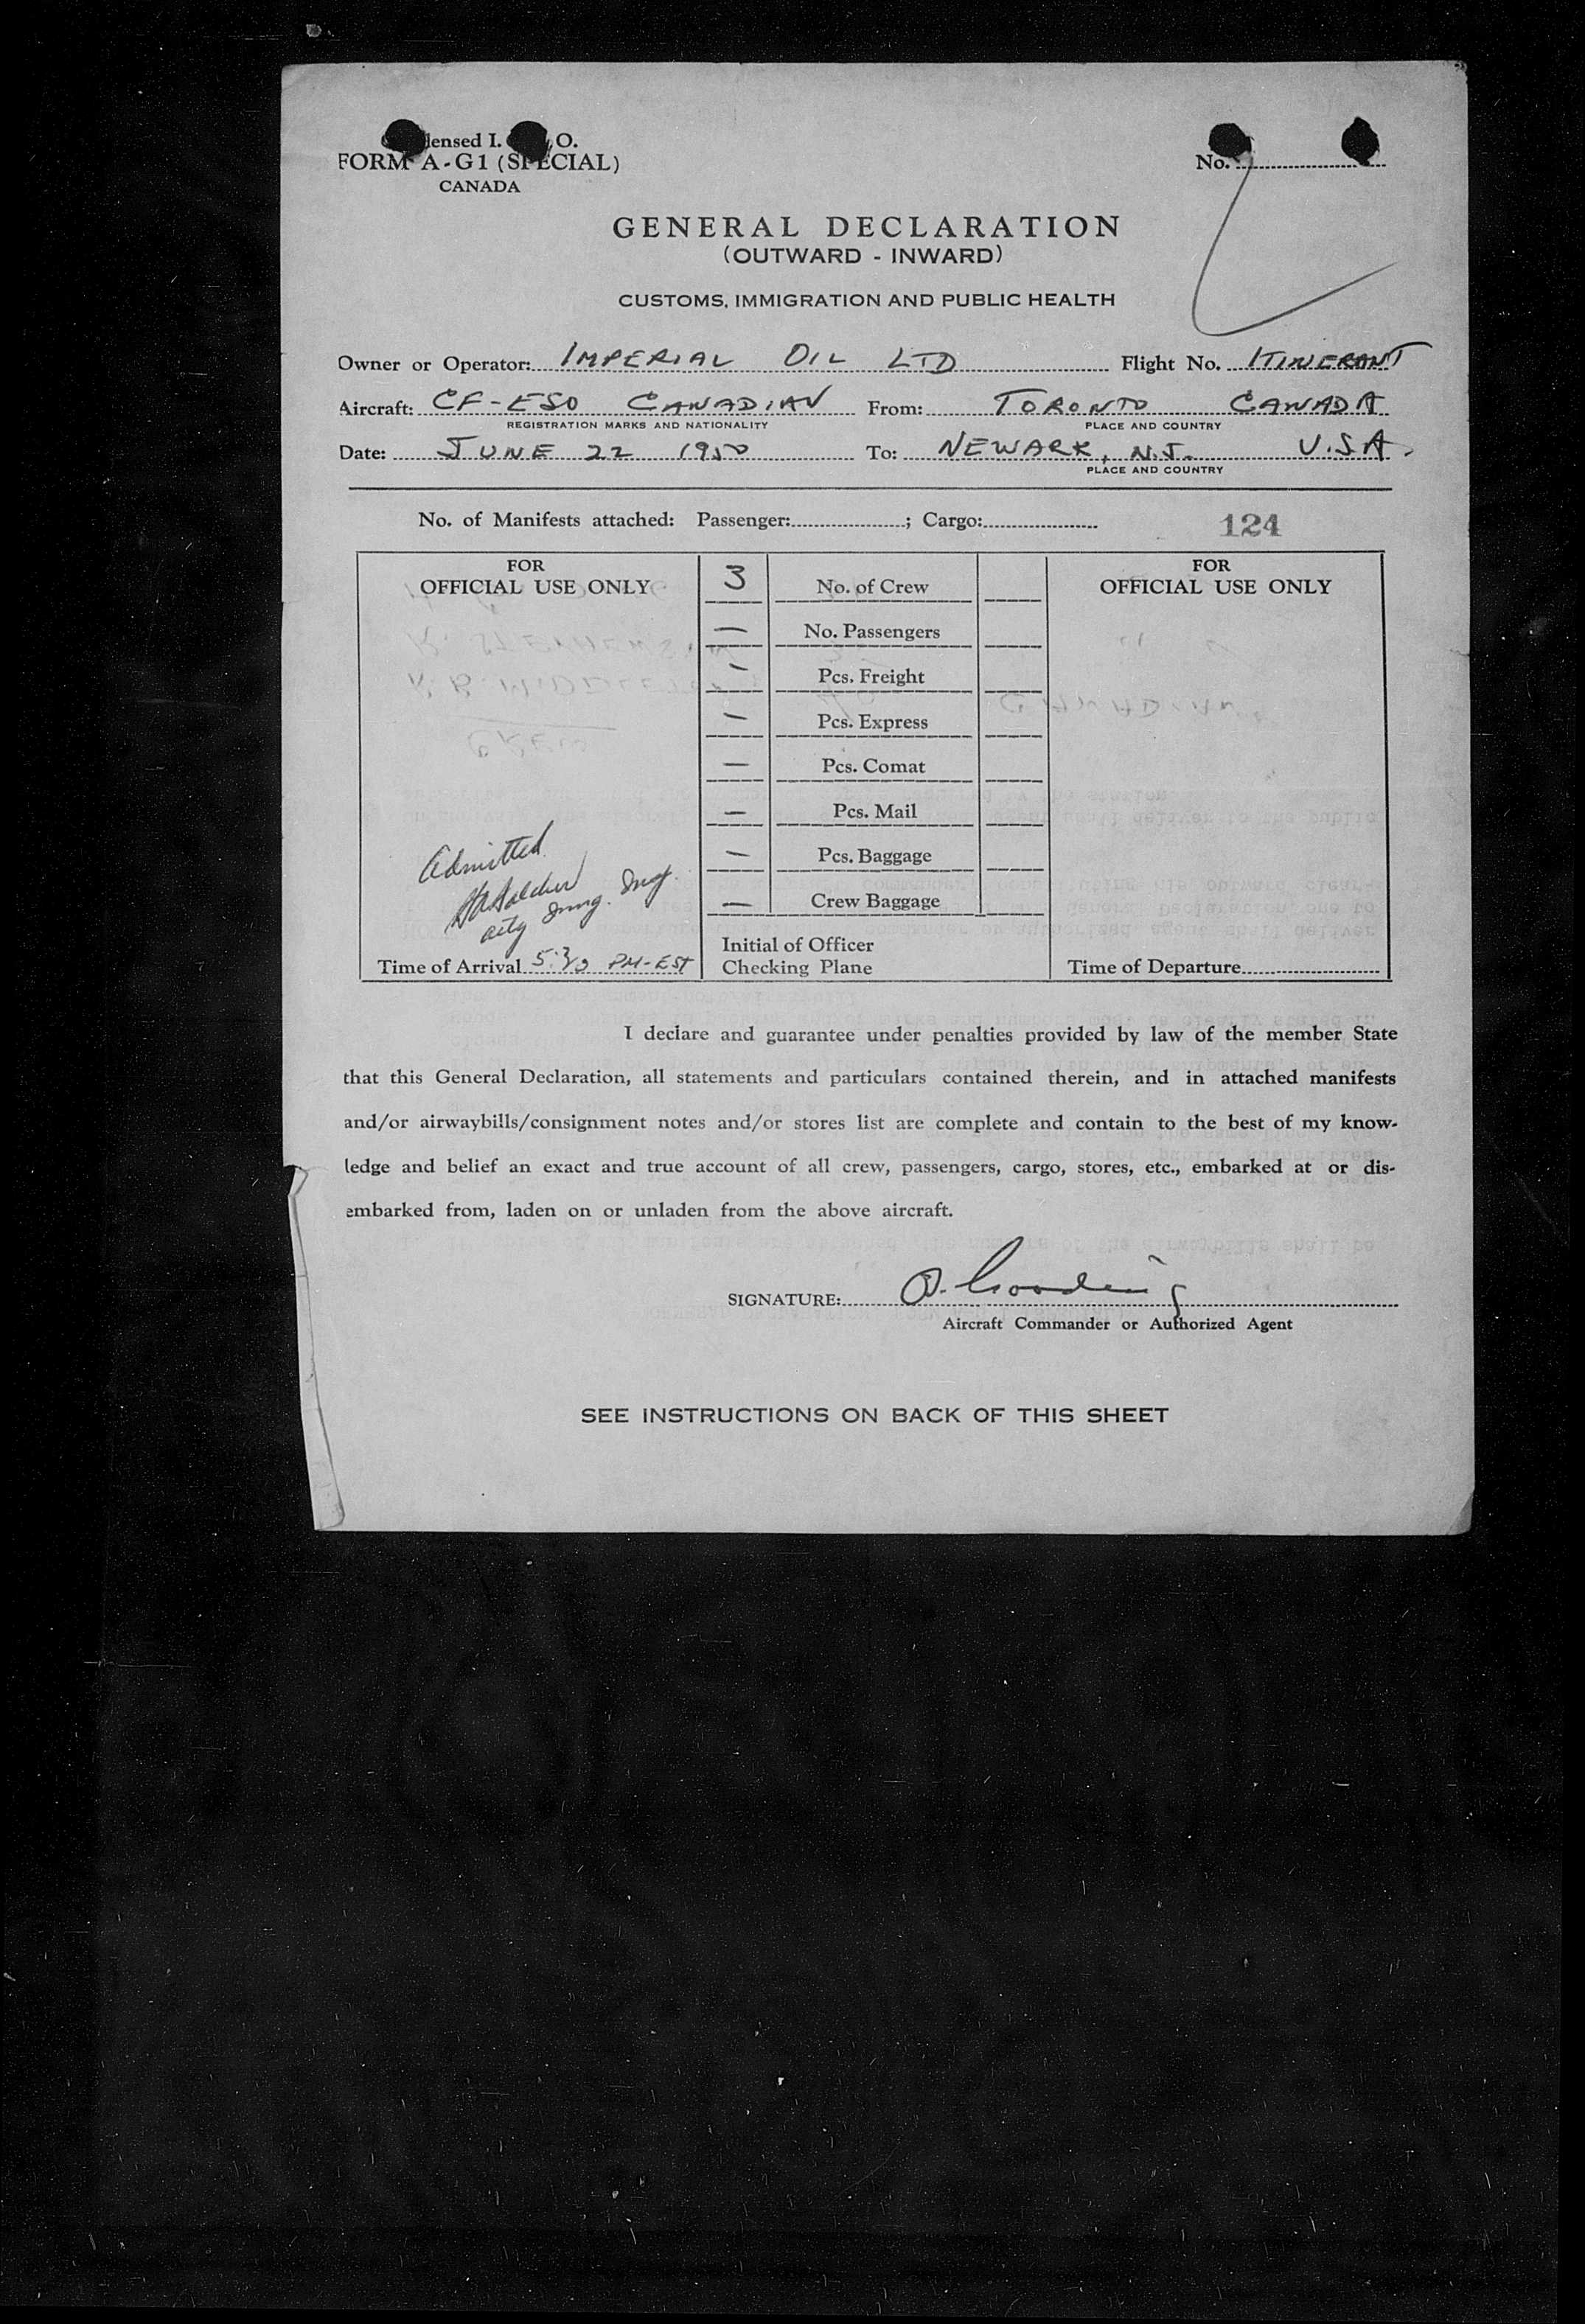 densed I. O.
FORM A-G1 (SPECIAL)
CANADA
No.
GENERAL DECLARATION
(OUTWARD - INWARD)
CUSTOMS, IMMIGRATION AND PUBLIC HEALTH
Owner or Operator: IMPERIAL OIL LTD Flight No. ITINERANT
Aircraft: CF-ESO CANADIAN From: TORONTO CANADA
REGISTRATION MARKS AND NATIONALITY PLACE AND COUNTRY
Date: JUNE 22 1950 To: NEWARK, N.J. U.S.A.
PLACE AND COUNTRY
No. of Manifests attached: Passenger: ; Cargo:
124
FOR
OFFICIAL USE ONLY
3 No. of Crew
— No. Passengers
— Pcs. Freight
— Pcs. Express
— Pcs. Comat
— Pcs. Mail
— Pcs. Baggage
— Crew Baggage
FOR
OFFICIAL USE ONLY
Admitted
Time of Arrival PM-EST
Initial of Officer
Checking Plane
Time of Departure
I declare and guarantee under penalties provided by law of the member State
that this General Declaration, all statements and particulars contained therein, and in attached manifests
and/or airwaybills/consignment notes and/or stores list are complete and contain to the best of my know-
ledge and belief an exact and true account of all crew, passengers, cargo, stores, etc., embarked at or dis-
embarked from, laden on or unladen from the above aircraft.
SIGNATURE: O. Gooding
Aircraft Commander or Authorized Agent
SEE INSTRUCTIONS ON BACK OF THIS SHEET